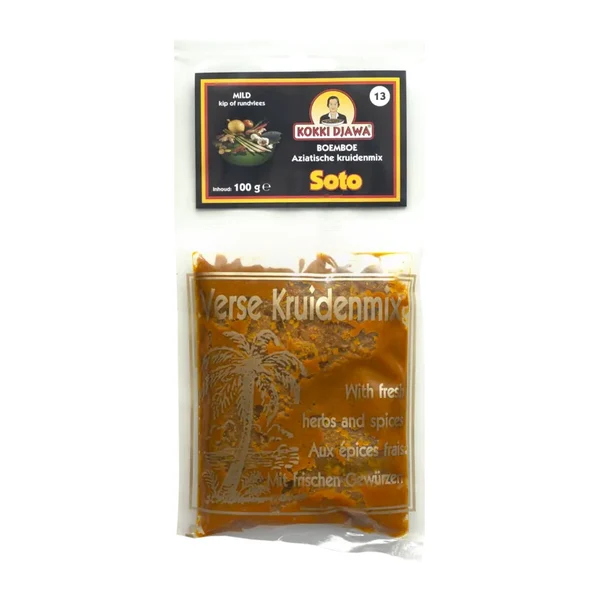 MILD
kip of rundvlees
13
KOKKI DJAWA
BOEMBOE
Aziatische kruidenmix
Inhoud: 100 g ℮
Soto
Verse Kruidenmix
With fresh
herbs and spices
Aux épices frais
Mit frischen Gewürzen